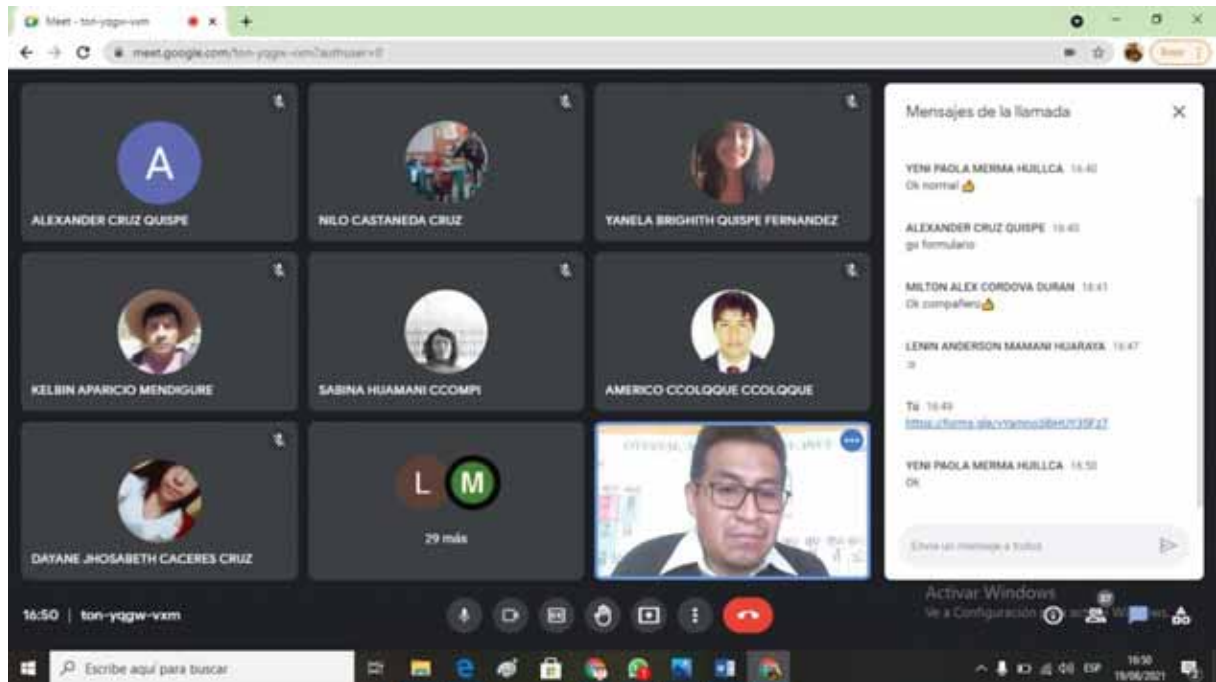 Meet - ton-yqgw-vxm
meet.google.com/ton-yqgw-vxm?authuser=0
A
ALEXANDER CRUZ QUISPE
NILO CASTANEDA CRUZ
YANELA BRIGHITH QUISPE FERNANDEZ
KELBIN APARICIO MENDIGURE
SABINA HUAMANI CCOMPI
AMERICO CCOLQQUE CCOLQQUE
DAYANE JHOSABETH CACERES CRUZ
L M
29 más
Mensajes de la llamada
YENI PAOLA MERMA HUILLCA 16:40
Ok normal 👍
ALEXANDER CRUZ QUISPE 16:40
go formulario
MILTON ALEX CORDOVA DURAN 16:41
Ok compañero 👍
LENIN ANDERSON MAMANI HUARAYA 16:47
Tú 16:49
YENI PAOLA MERMA HUILLCA 16:50
Ok
Envía un mensaje a todos
Activar Windows
Ve a Configuración
16:50 | ton-yqgw-vxm
37
Escribe aquí para buscar
ESP
16:50
19/06/2021